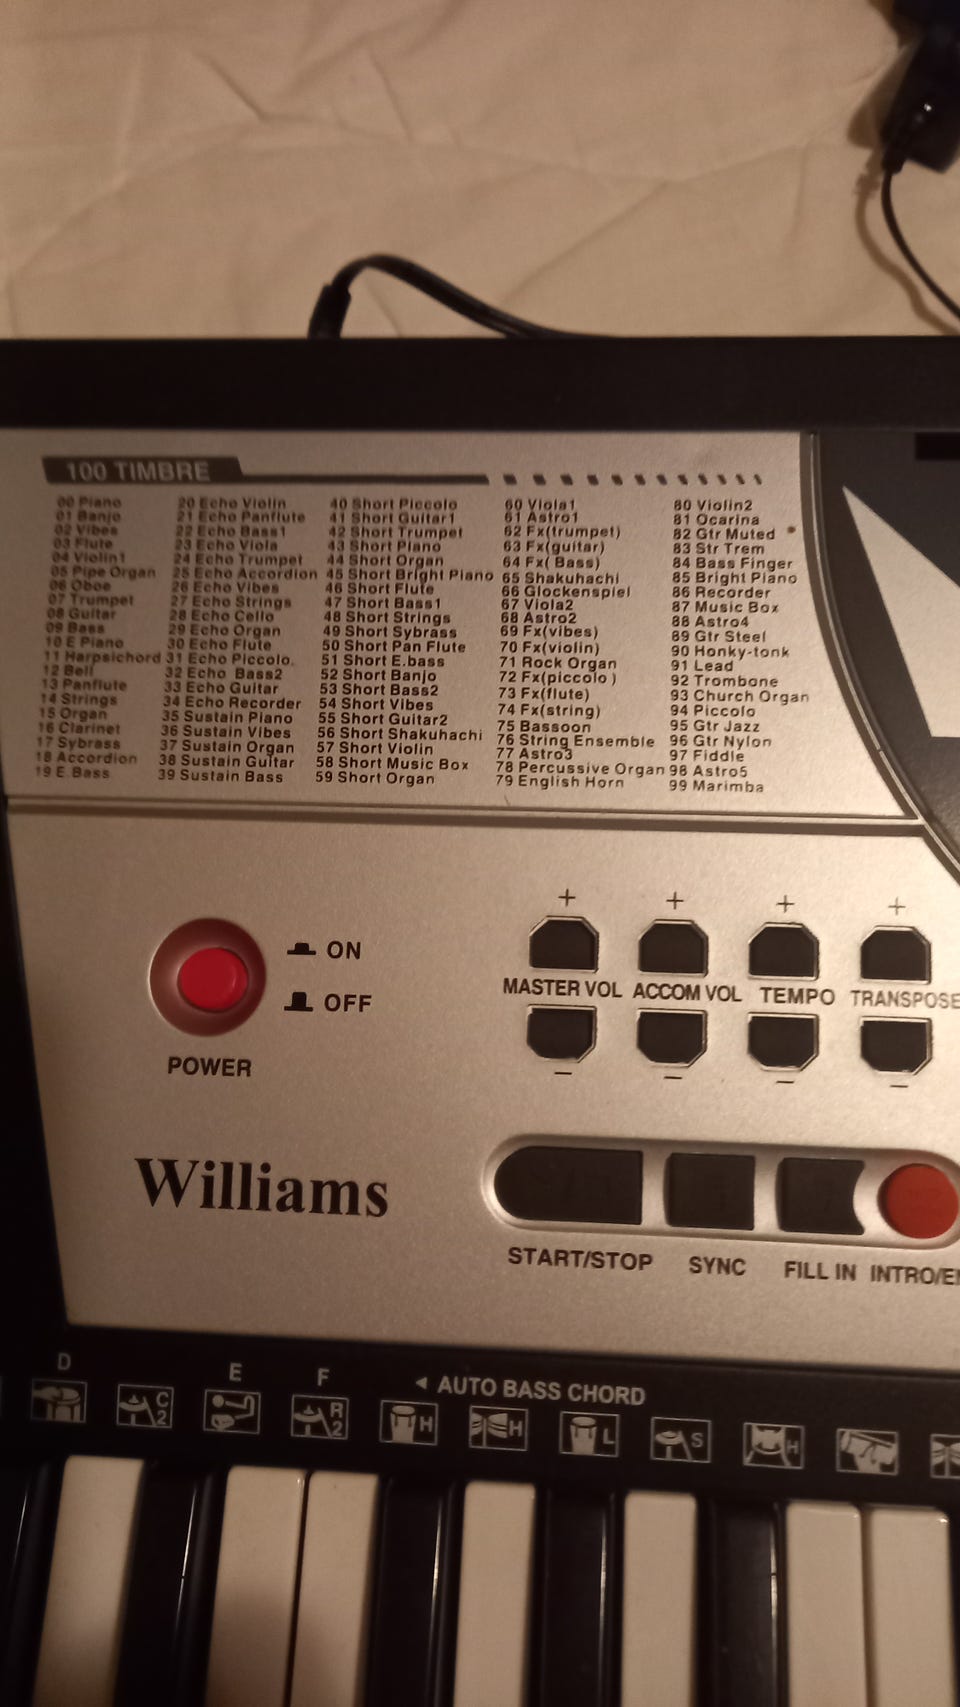 100 TIMBRE
00 Piano
01 Banjo
02 Vibes
03 Flute
04 Violin1
05 Pipe Organ
06 Oboe
07 Trumpet
08 Guitar
09 Bass
10 E Piano
11 Harpsichord
12 Bell
13 Panflute
14 Strings
15 Organ
16 Clarinet
17 Sybrass
18 Accordion
19 E Bass
20 Echo Violin
21 Echo Panflute
22 Echo Bass1
23 Echo Viola
24 Echo Trumpet
25 Echo Accordion
26 Echo Vibes
27 Echo Strings
28 Echo Cello
29 Echo Organ
30 Echo Flute
31 Echo Piccolo.
32 Echo Bass2
33 Echo Guitar
34 Echo Recorder
35 Sustain Piano
36 Sustain Vibes
37 Sustain Organ
38 Sustain Guitar
39 Sustain Bass
40 Short Piccolo
41 Short Guitar1
42 Short Trumpet
43 Short Piano
44 Short Organ
45 Short Bright Piano
46 Short Flute
47 Short Bass1
48 Short Strings
49 Short Sybrass
50 Short Pan Flute
51 Short E.bass
52 Short Banjo
53 Short Bass2
54 Short Vibes
55 Short Guitar2
56 Short Shakuhachi
57 Short Violin
58 Short Music Box
59 Short Organ
60 Viola1
61 Astro1
62 Fx(trumpet)
63 Fx(guitar)
64 Fx( Bass)
65 Shakuhachi
66 Glockenspiel
67 Viola2
68 Astro2
69 Fx(vibes)
70 Fx(violin)
71 Rock Organ
72 Fx(piccolo )
73 Fx(flute)
74 Fx(string)
75 Bassoon
76 String Ensemble
77 Astro3
78 Percussive Organ
79 English Horn
80 Violin2
81 Ocarina
82 Gtr Muted
83 Str Trem
84 Bass Finger
85 Bright Piano
86 Recorder
87 Music Box
88 Astro4
89 Gtr Steel
90 Honky-tonk
91 Lead
92 Trombone
93 Church Organ
94 Piccolo
95 Gtr Jazz
96 Gtr Nylon
97 Fiddle
98 Astro5
99 Marimba
ON
OFF
POWER
+ + + +
MASTER VOL ACCOM VOL TEMPO TRANSPOSE
− − − −
Williams
START/STOP SYNC FILL IN INTRO/E
D E F ◄ AUTO BASS CHORD
C2 R2 H H L S H